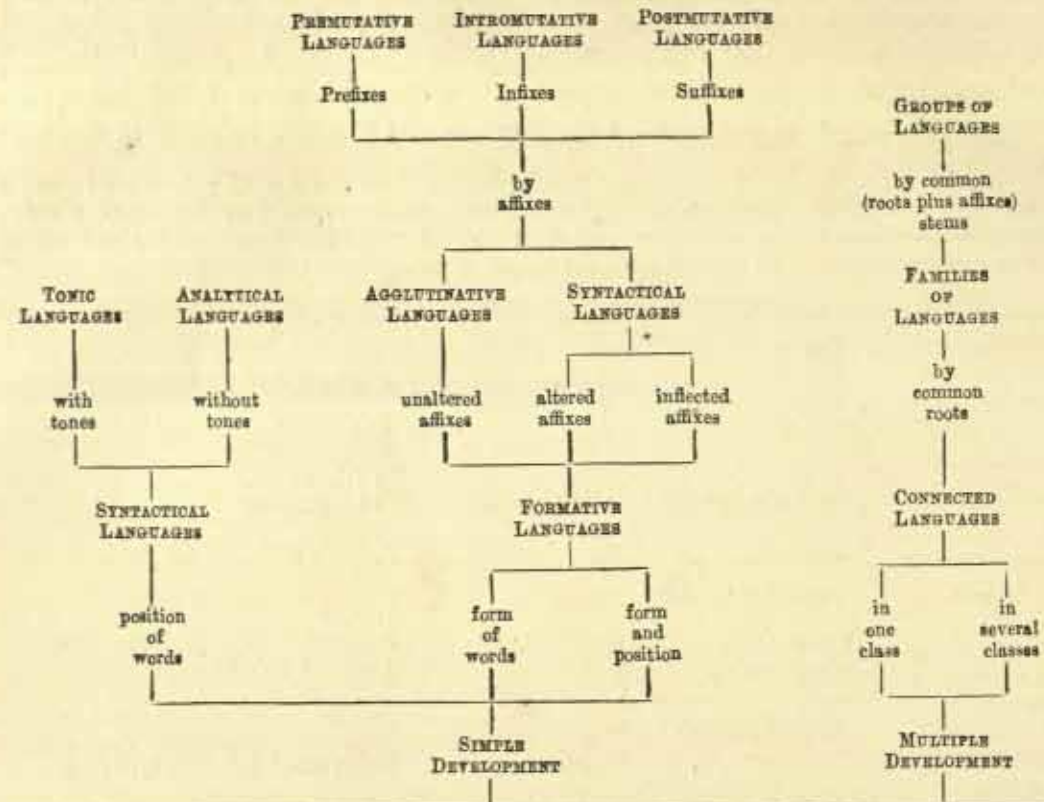 PREMUTATIVE
LANGUAGES
INTROMUTATIVE
LANGUAGES
POSTMUTATIVE
LANGUAGES
Prefixes
Infixes
Suffixes
GROUPS OF
LANGUAGES
by
affixes
by common
(roots plus affixes)
stems
TONIC
LANGUAGES
ANALYTICAL
LANGUAGES
AGGLUTINATIVE
LANGUAGES
SYNTACTICAL
LANGUAGES
FAMILIES
OF
LANGUAGES
with
tones
without
tones
unaltered
affixes
altered
affixes
inflected
affixes
by
common
roots
SYNTACTICAL
LANGUAGES
FORMATIVE
LANGUAGES
CONNECTED
LANGUAGES
position
of
words
form
of
words
form
and
position
in
one
class
in
several
classes
SIMPLE
DEVELOPMENT
MULTIPLE
DEVELOPMENT